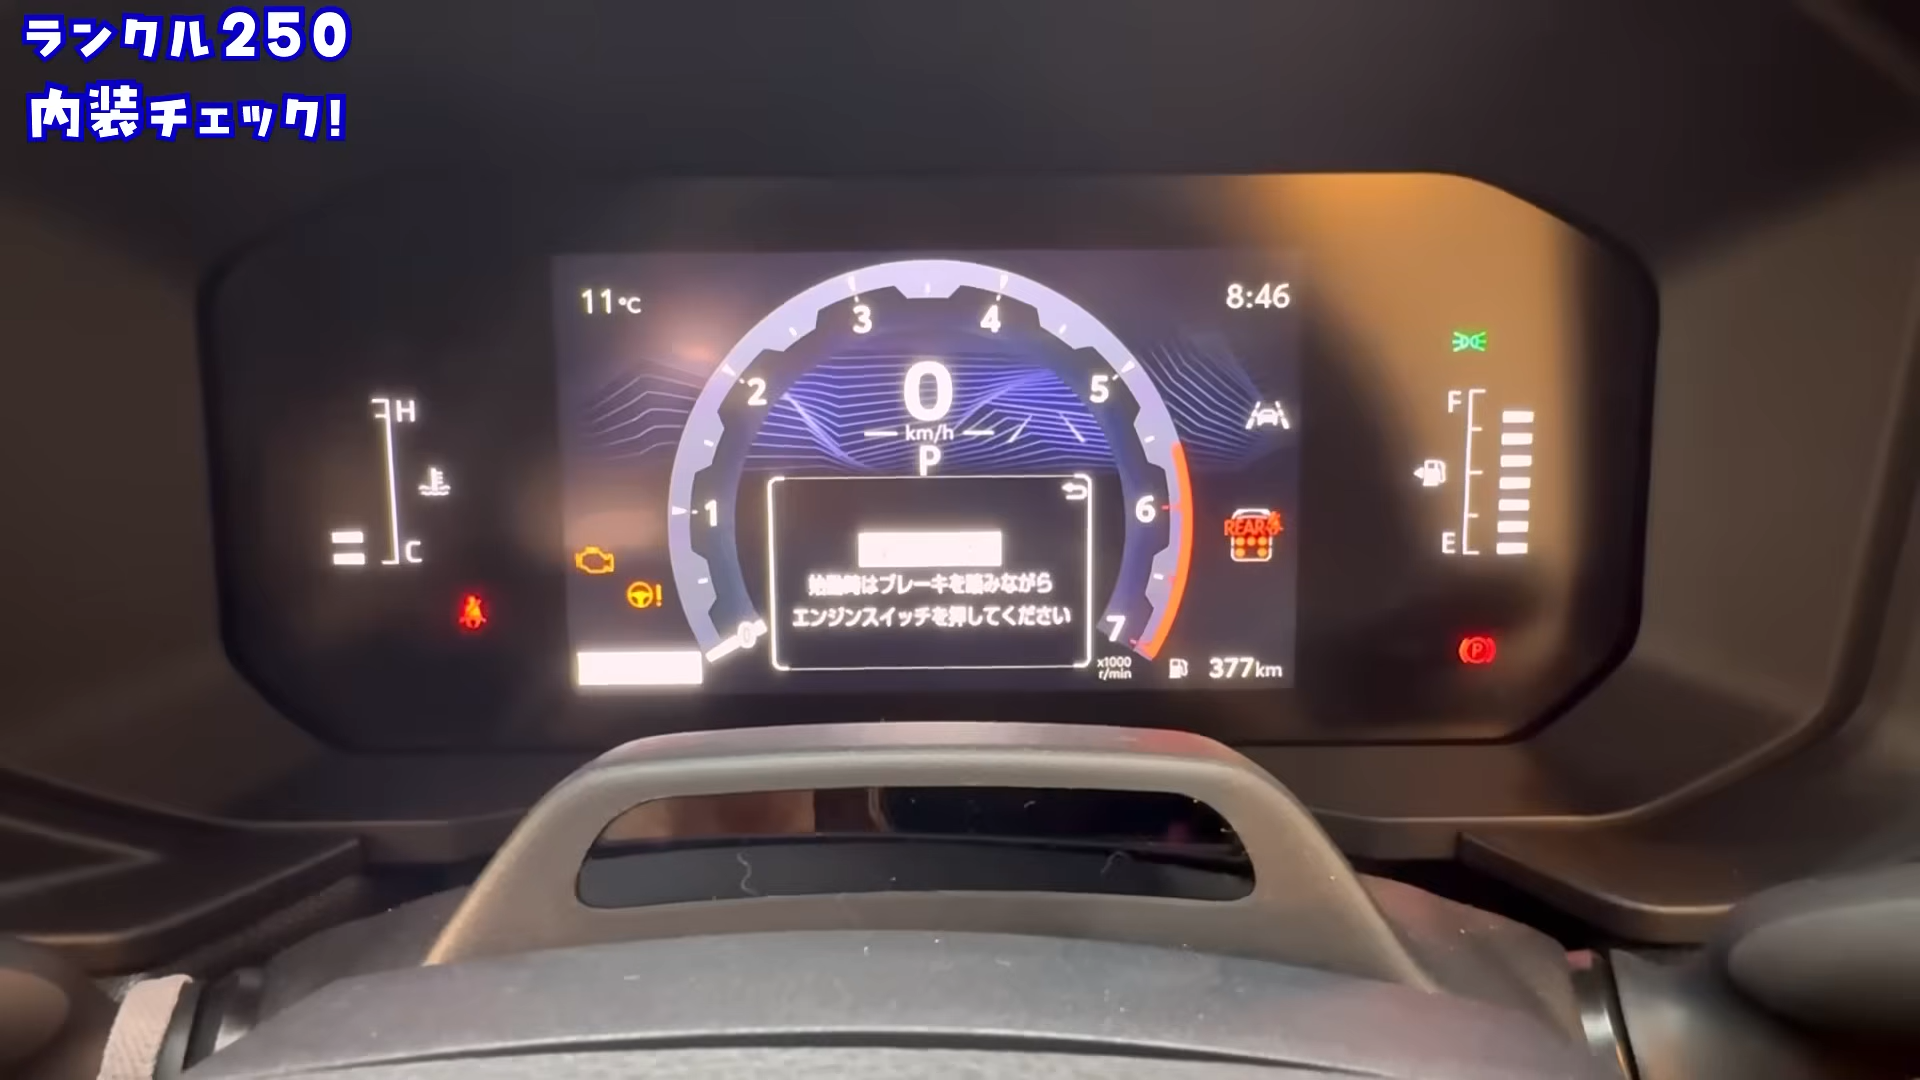 ランクル250
内装チェック!
11℃
8:46
3
4
2
5
0
km/h
P
H
F
1
6
C
E
REAR
始動時はブレーキを踏みながら
エンジンスイッチを押してください
0
7
x1000
r/min
377km
P